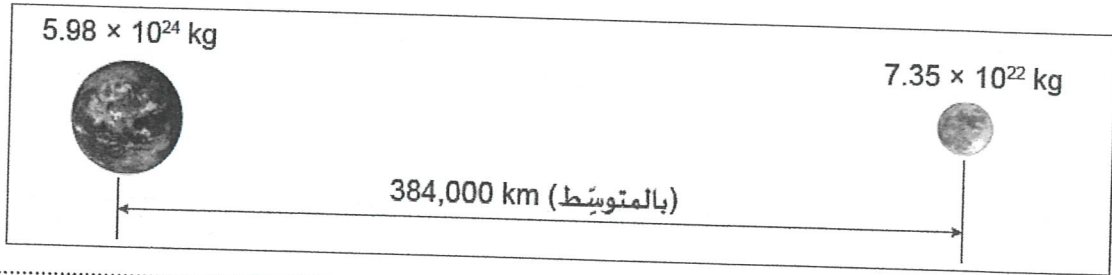 5.98 × 10²⁴ kg
7.35 × 10²² kg
384,000 km (بالمتوسِّط)